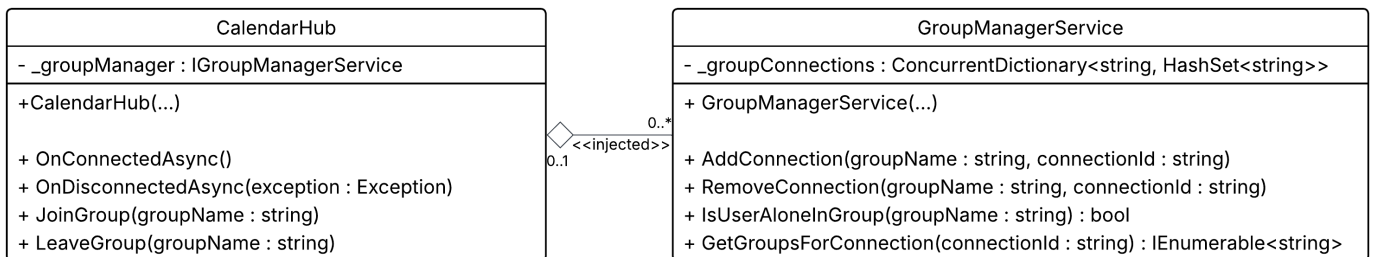 CalendarHub
- _groupManager : IGroupManagerService
+CalendarHub(...)
+ OnConnectedAsync()
+ OnDisconnectedAsync(exception : Exception)
+ JoinGroup(groupName : string)
+ LeaveGroup(groupName : string)
0..*
<<injected>>
0..1
GroupManagerService
- _groupConnections : ConcurrentDictionary<string, HashSet<string>>
+ GroupManagerService(...)
+ AddConnection(groupName : string, connectionId : string)
+ RemoveConnection(groupName : string, connectionId : string)
+ IsUserAloneInGroup(groupName : string) : bool
+ GetGroupsForConnection(connectionId : string) : IEnumerable<string>